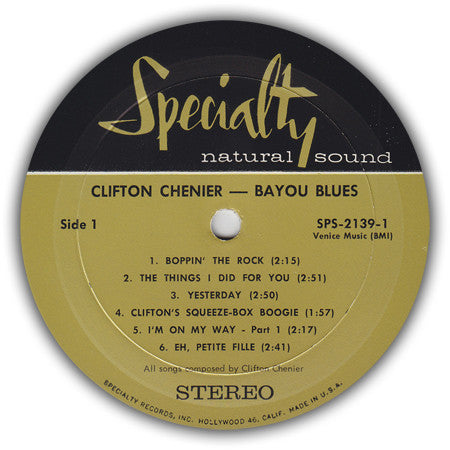 Specialty
natural sound
CLIFTON CHENIER — BAYOU BLUES
Side 1
SPS-2139-1
Venice Music (BMI)
1. BOPPIN' THE ROCK (2:15)
2. THE THINGS I DID FOR YOU (2:51)
3. YESTERDAY (2:50)
4. CLIFTON'S SQUEEZE-BOX BOOGIE (1:57)
5. I'M ON MY WAY - Part 1 (2:17)
6. EH, PETITE FILLE (2:41)
All songs composed by Clifton Chenier
STEREO
SPECIALTY RECORDS, INC. HOLLYWOOD 46, CALIF. MADE IN U.S.A.